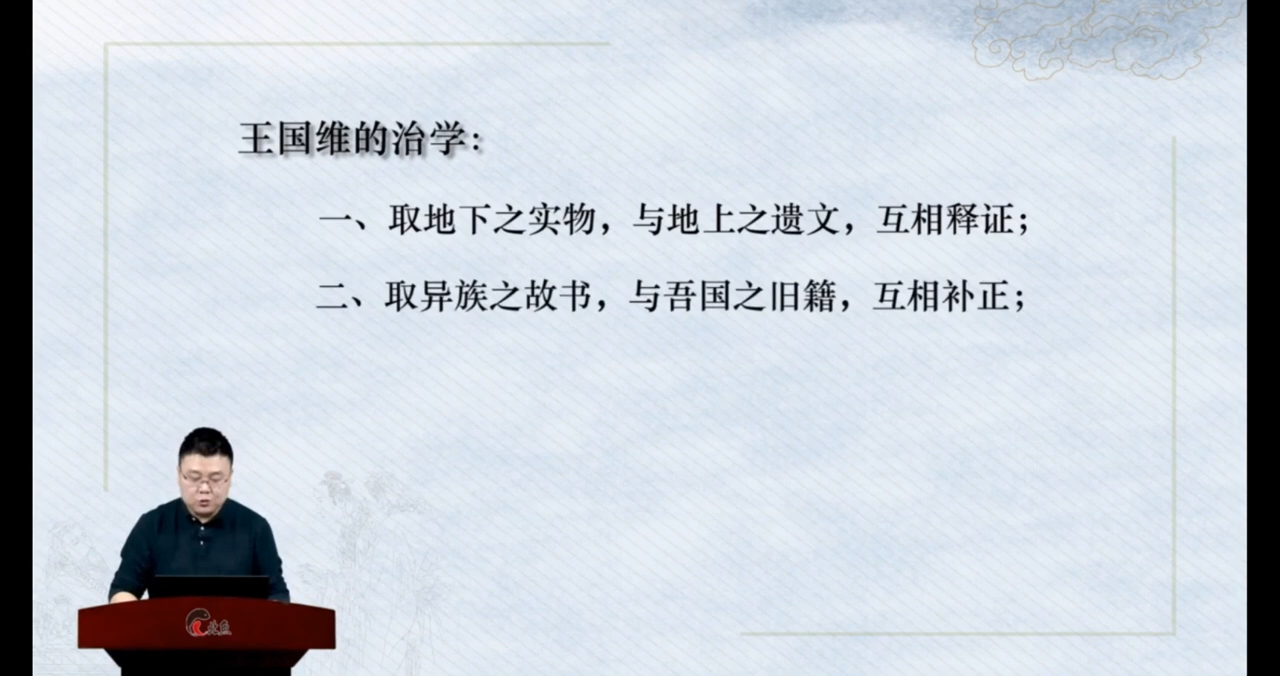 王国维的治学：
一、取地下之实物，与地上之遗文，互相释证；
二、取异族之故书，与吾国之旧籍，互相补正；